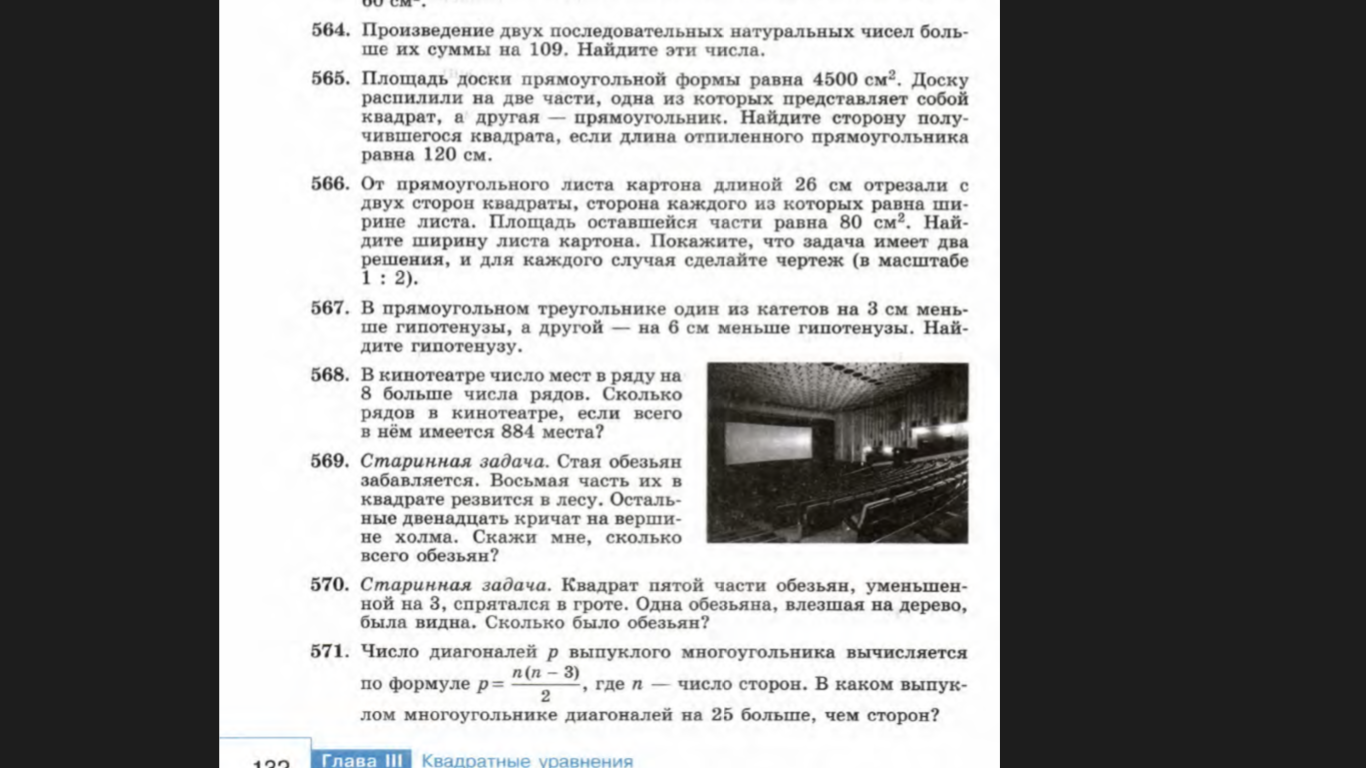 60 см².
564. Произведение двух последовательных натуральных чисел боль-
ше их суммы на 109. Найдите эти числа.
565. Площадь доски прямоугольной формы равна 4500 см². Доску
распилили на две части, одна из которых представляет собой
квадрат, а другая — прямоугольник. Найдите сторону полу-
чившегося квадрата, если длина отпиленного прямоугольника
равна 120 см.
566. От прямоугольного листа картона длиной 26 см отрезали с
двух сторон квадраты, сторона каждого из которых равна ши-
рине листа. Площадь оставшейся части равна 80 см². Най-
дите ширину листа картона. Покажите, что задача имеет два
решения, и для каждого случая сделайте чертеж (в масштабе
1 : 2).
567. В прямоугольном треугольнике один из катетов на 3 см мень-
ше гипотенузы, а другой — на 6 см меньше гипотенузы. Най-
дите гипотенузу.
568. В кинотеатре число мест в ряду на
8 больше числа рядов. Сколько
рядов в кинотеатре, если всего
в нём имеется 884 места?
569. Старинная задача. Стая обезьян
забавляется. Восьмая часть их в
квадрате резвится в лесу. Осталь-
ные двенадцать кричат на верши-
не холма. Скажи мне, сколько
всего обезьян?
570. Старинная задача. Квадрат пятой части обезьян, уменьшен-
ной на 3, спрятался в гроте. Одна обезьяна, влезшая на дерево,
была видна. Сколько было обезьян?
571. Число диагоналей p выпуклого многоугольника вычисляется
по формуле p = n(n − 3)/2, где n — число сторон. В каком выпук-
лом многоугольнике диагоналей на 25 больше, чем сторон?
132 Глава III Квадратные уравнения